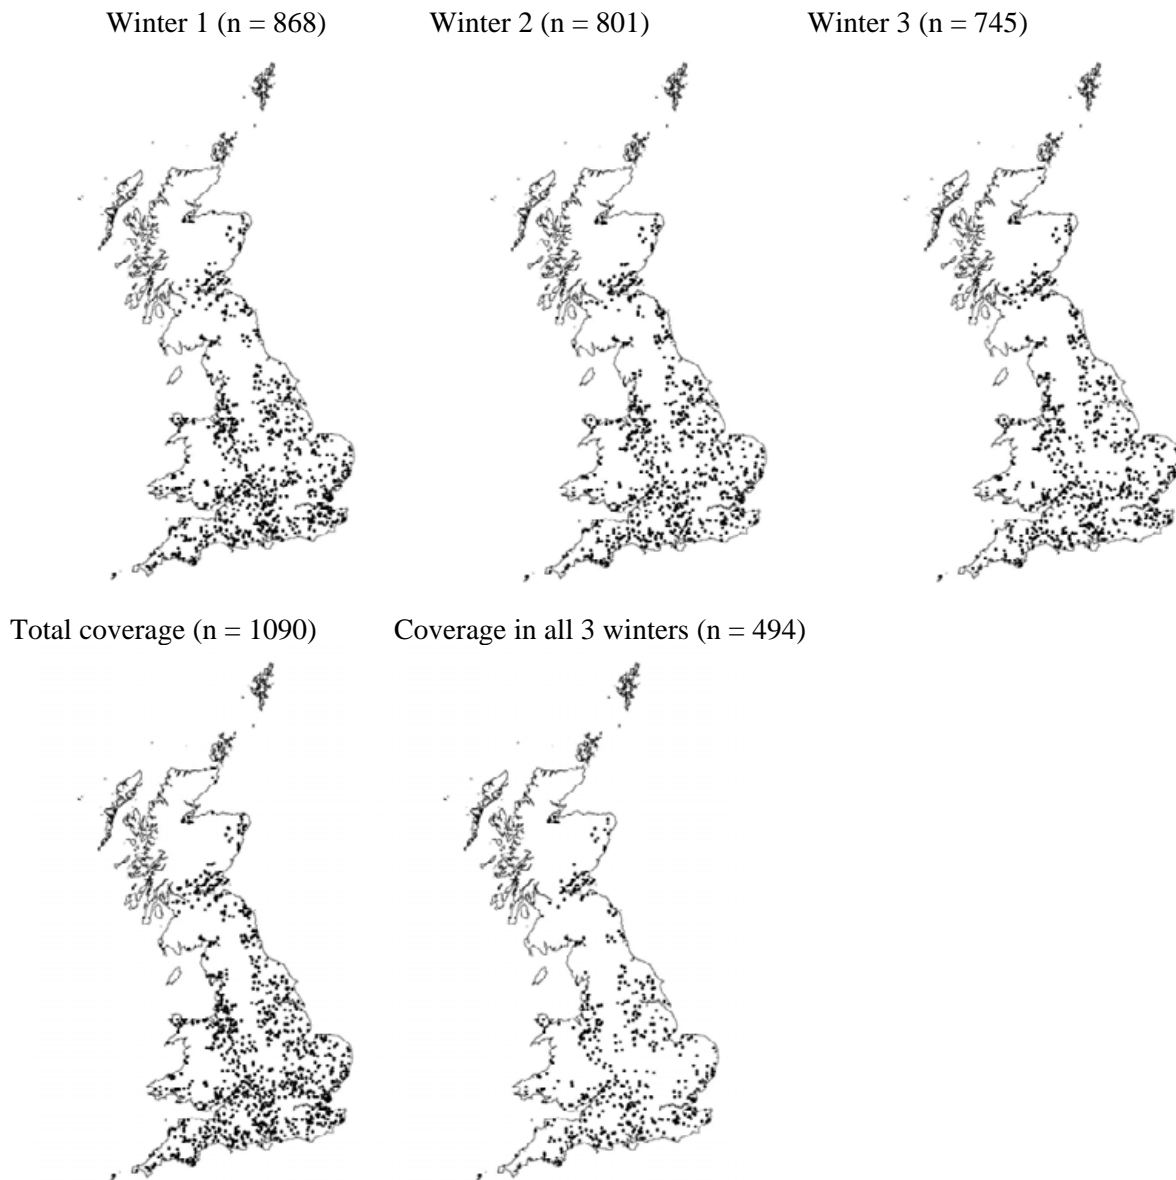 Winter 1 (n = 868)
Winter 2 (n = 801)
Winter 3 (n = 745)
Total coverage (n = 1090)
Coverage in all 3 winters (n = 494)